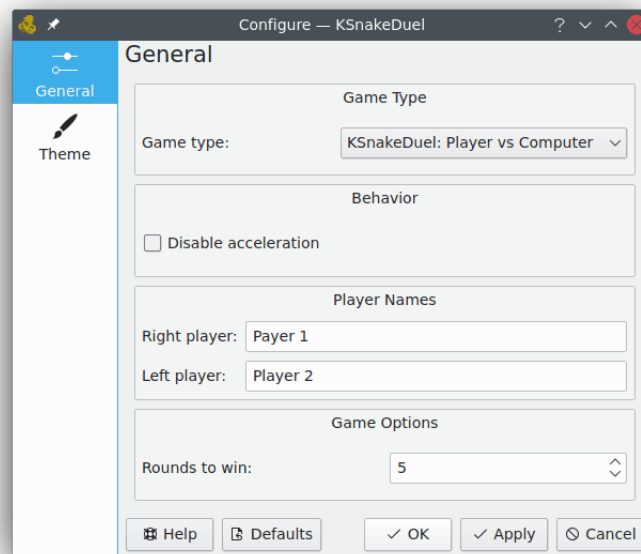 Configure — KSnakeDuel
General
General
Theme
Game Type
Game type: KSnakeDuel: Player vs Computer
Behavior
Disable acceleration
Player Names
Right player: Payer 1
Left player: Player 2
Game Options
Rounds to win: 5
Help Defaults OK Apply Cancel